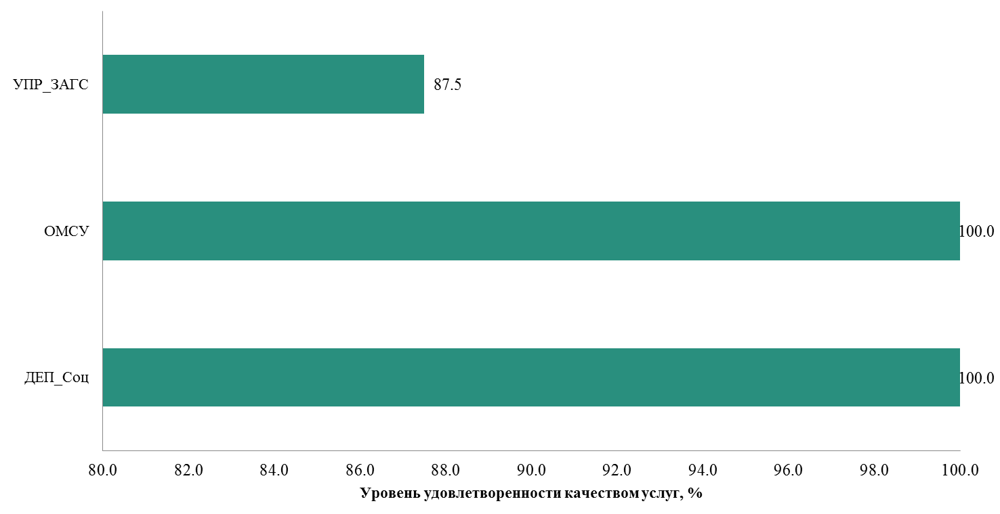 УПР_ЗАГС
87.5
ОМСУ
100.0
ДЕП_Соц
100.0
80.0 82.0 84.0 86.0 88.0 90.0 92.0 94.0 96.0 98.0 100.0
Уровень удовлетворенности качеством услуг, %